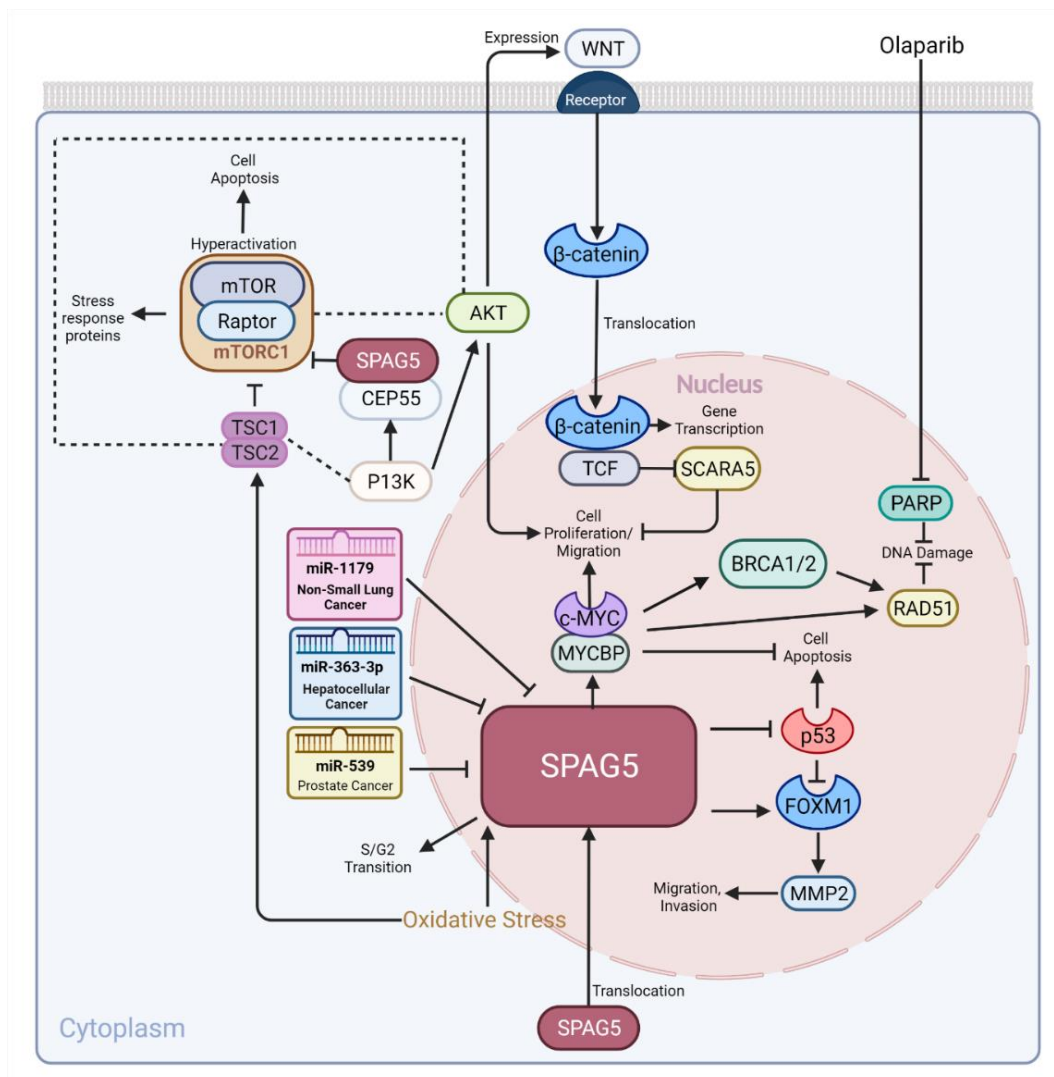 Expression
WNT
Olaparib
Receptor
Cell
Apoptosis
Hyperactivation
mTOR
Raptor
mTORC1
Stress
response
proteins
AKT
SPAG5
CEP55
TSC1
TSC2
P13K
β-catenin
Translocation
Nucleus
β-catenin
TCF
Gene
Transcription
SCARA5
PARP
DNA Damage
RAD51
Cell
Proliferation/
Migration
BRCA1/2
c-MYC
MYCBP
Cell
Apoptosis
miR-1179
Non-Small Lung
Cancer
miR-363-3p
Hepatocellular
Cancer
miR-539
Prostate Cancer
SPAG5
p53
FOXM1
MMP2
Migration,
Invasion
S/G2
Transition
Oxidative Stress
Translocation
SPAG5
Cytoplasm